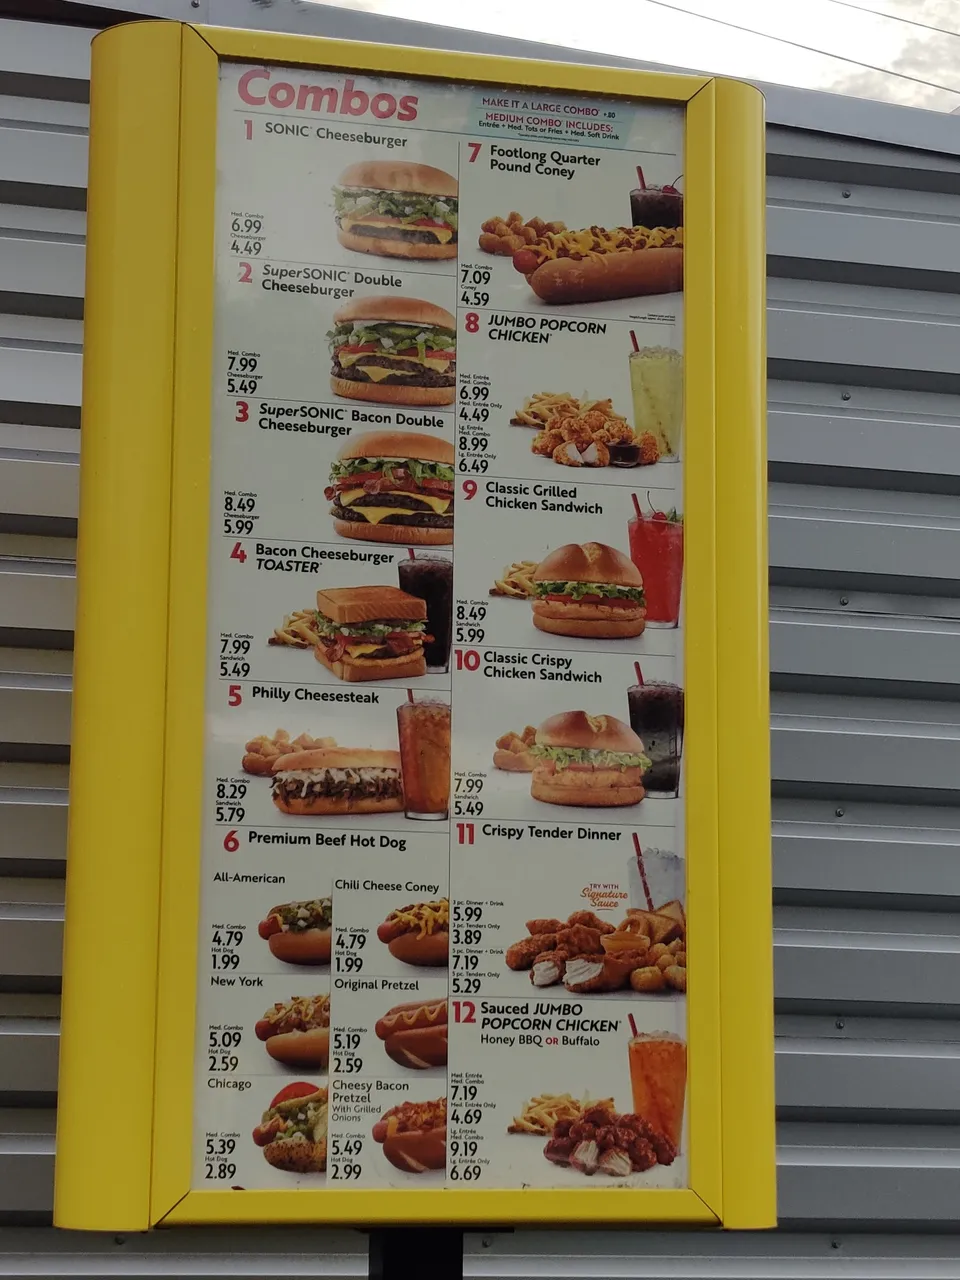 Combos
MAKE IT A LARGE COMBO +.80
MEDIUM COMBO INCLUDES:
Entrée + Med. Tots or Fries + Med. Soft Drink
1 SONIC® Cheeseburger
Med. Combo
6.99
Cheeseburger
4.49
2 SuperSONIC® Double
Cheeseburger
Med. Combo
7.99
Cheeseburger
5.49
3 SuperSONIC® Bacon Double
Cheeseburger
Med. Combo
8.49
Cheeseburger
5.99
4 Bacon Cheeseburger
TOASTER®
Med. Combo
7.99
Sandwich
5.49
5 Philly Cheesesteak
Med. Combo
8.29
Sandwich
5.79
6 Premium Beef Hot Dog
All-American
Med. Combo
4.79
Hot Dog
1.99
Chili Cheese Coney
Med. Combo
4.79
Hot Dog
1.99
New York
Med. Combo
5.09
Hot Dog
2.59
Original Pretzel
Med. Combo
5.19
Hot Dog
2.59
Chicago
Med. Combo
5.39
Hot Dog
2.89
Cheesy Bacon
Pretzel
With Grilled
Onions
Med. Combo
5.49
Hot Dog
2.99
7 Footlong Quarter
Pound Coney
Med. Combo
7.09
Coney
4.59
8 JUMBO POPCORN
CHICKEN®
Med. Entrée
Med. Combo
6.99
Med. Entrée Only
4.49
Lg. Entrée
Med. Combo
8.99
Lg. Entrée Only
6.49
9 Classic Grilled
Chicken Sandwich
Med. Combo
8.49
Sandwich
5.99
10 Classic Crispy
Chicken Sandwich
Med. Combo
7.99
Sandwich
5.49
11 Crispy Tender Dinner
TRY WITH
Signature
Sauce
3 pc. Dinner + Drink
5.99
3 pc. Tenders Only
3.89
5 pc. Dinner + Drink
7.19
5 pc. Tenders Only
5.29
12 Sauced JUMBO
POPCORN CHICKEN®
Honey BBQ OR Buffalo
Med. Entrée
Med. Combo
7.19
Med. Entrée Only
4.69
Lg. Entrée
Med. Combo
9.19
Lg. Entrée Only
6.69